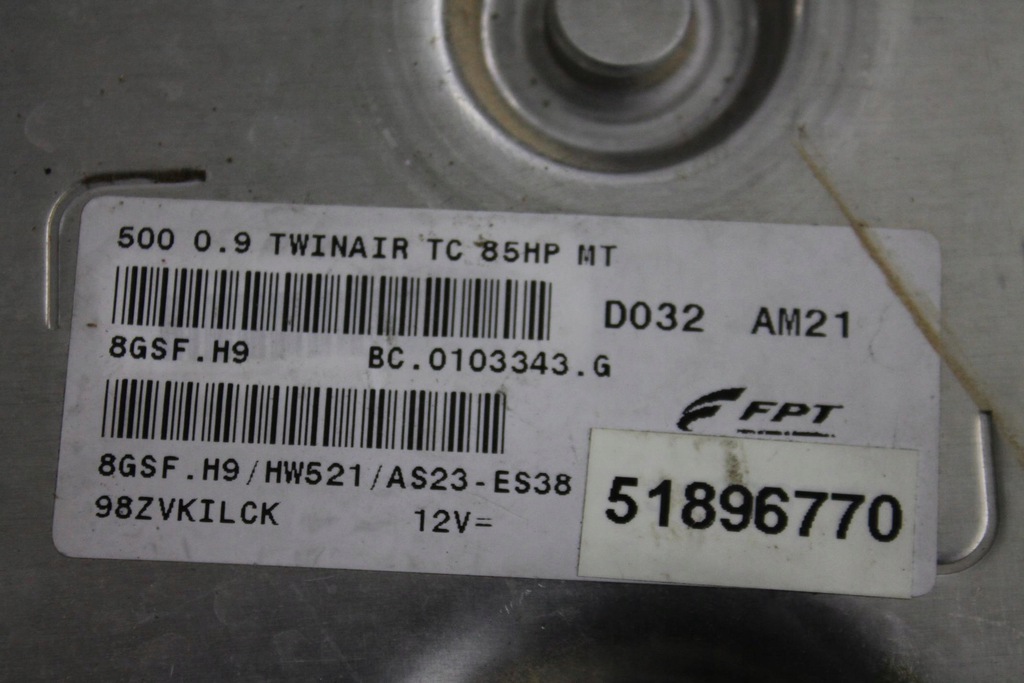 500 0.9 TWINAIR TC 85HP MT
D032 AM21
8GSF.H9 BC.0103343.G
FPT
8GSF.H9/HW521/AS23-ES38
98ZVKILCK 12V=
51896770